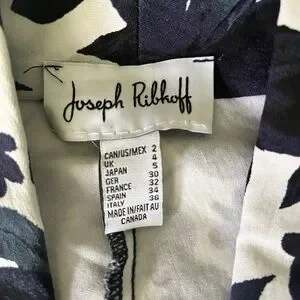 Joseph Ribkoff
CAN/US/MEX 2
UK 4
JAPAN 5
GER 30
FRANCE 32
SPAIN 34
ITALY 36
MADE IN/FAIT AU
CANADA